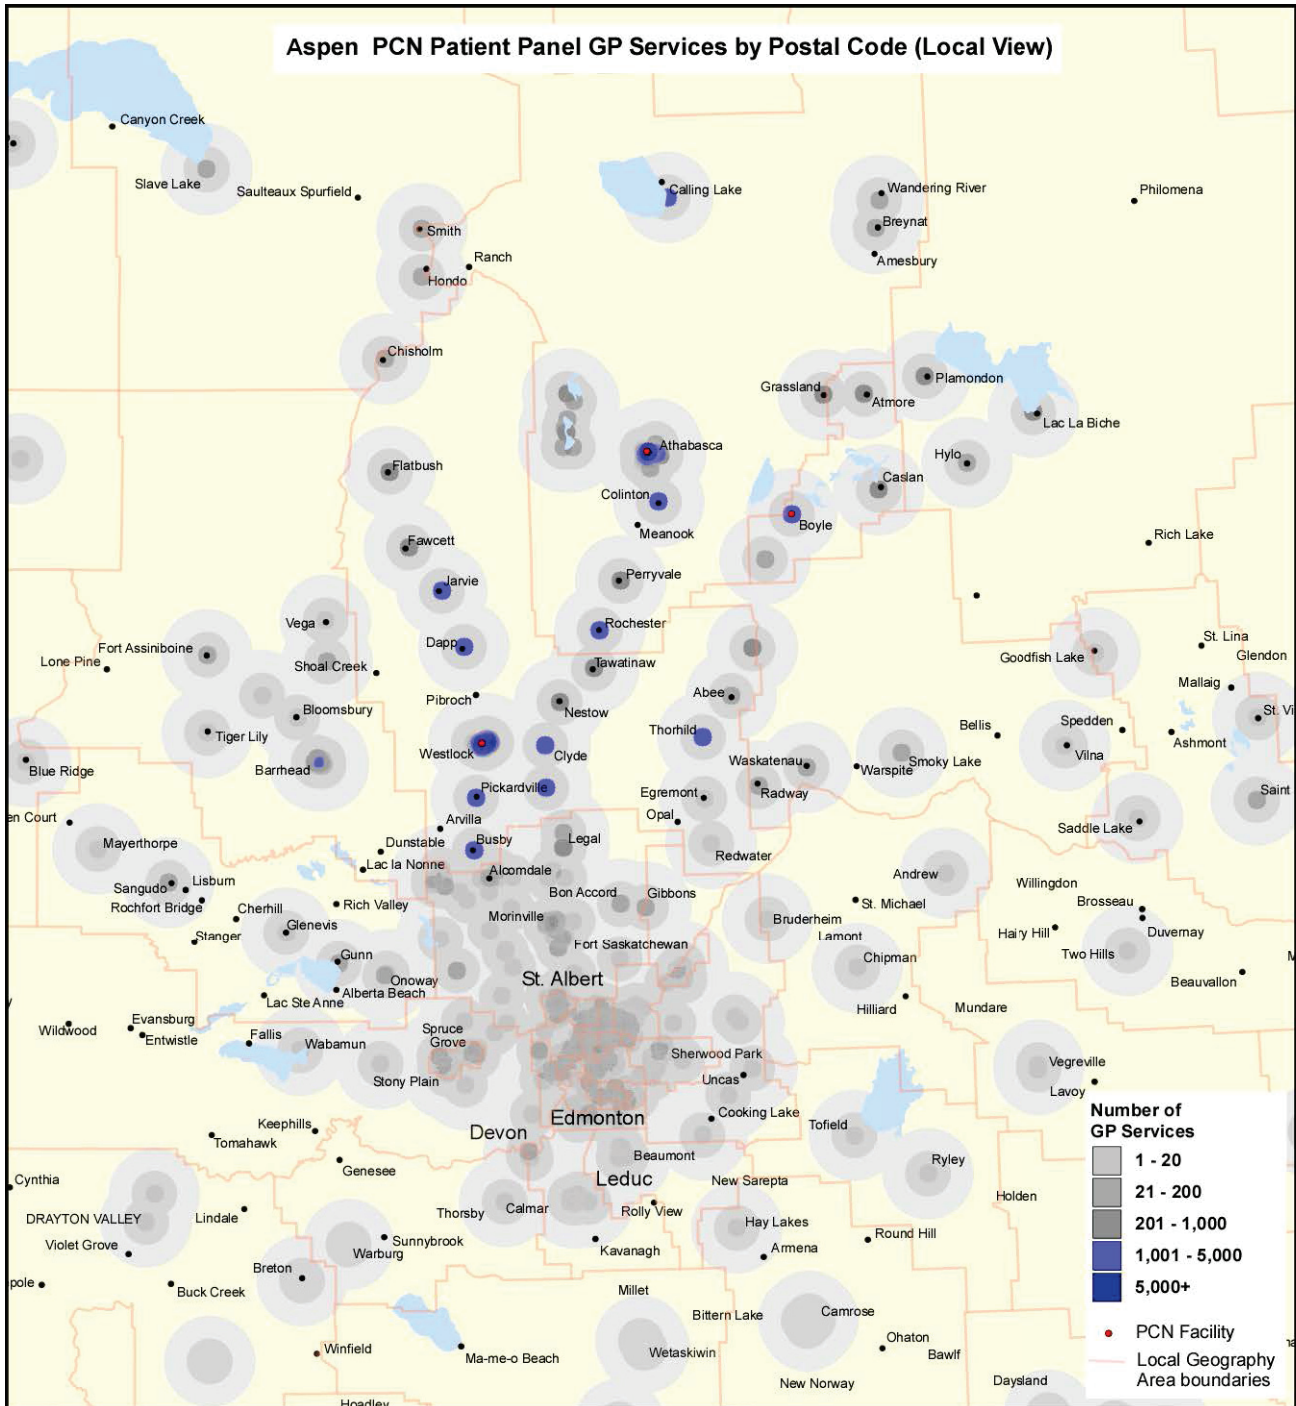 Aspen  PCN Patient Panel GP Services by Postal Code (Local View)
Canyon Creek
Slave Lake
Saulteaux Spurfield
Calling Lake
Wandering River
Philomena
Smith
Breynat
Ranch
Amesbury
Hondo
Chisholm
Grassland
Plamondon
Atmore
Lac La Biche
Athabasca
Flatbush
Hylo
Caslan
Colinton
Boyle
Meanook
Rich Lake
Fawcett
Perryvale
Jarvie
Vega
Rochester
Dapp
Fort Assiniboine
St. Lina
Lone Pine
Shoal Creek
Tawatinaw
Goodfish Lake
Glendon
Mallaig
Pibroch
Abee
Bloomsbury
Nestow
St. Vi
Tiger Lily
Thorhild
Bellis
Spedden
Ashmont
Westlock
Clyde
Vilna
Blue Ridge
Barrhead
Waskatenau
Warspite
Smoky Lake
Pickardville
Egremont
Radway
Saint
en Court
Arvilla
Opal
Saddle Lake
Mayerthorpe
Dunstable
Busby
Legal
Redwater
Lac la Nonne
Alcomdale
Andrew
Sangudo
Lisburn
Bon Accord
Gibbons
Willingdon
Rochfort Bridge
Cherhill
Rich Valley
St. Michael
Brosseau
Glenevis
Morinville
Bruderheim
Hairy Hill
Duvernay
Stanger
Fort Saskatchewan
Lamont
Gunn
Chipman
Two Hills
M
Onoway
St. Albert
Beauvallon
Lac Ste Anne
Alberta Beach
Hilliard
Mundare
y
Wildwood
Evansburg
Entwistle
Fallis
Wabamun
Spruce
Grove
Sherwood Park
Vegreville
Stony Plain
Uncas
Lavoy
Keephills
Edmonton
Cooking Lake
Tofield
Tomahawk
Devon
Genesee
Beaumont
Ryley
Cynthia
Leduc
New Sarepta
Holden
DRAYTON VALLEY
Lindale
Thorsby
Calmar
Rolly View
Hay Lakes
Violet Grove
Sunnybrook
Warburg
Kavanagh
Armena
Round Hill
Breton
pole
Buck Creek
Millet
Bittern Lake
Camrose
Winfield
Ma-me-o Beach
Wetaskiwin
Ohaton
Bawlf
New Norway
Daysland
Hoadley
Number of
GP Services
1 - 20
21 - 200
201 - 1,000
1,001 - 5,000
5,000+
PCN Facility
Local Geography
Area boundaries